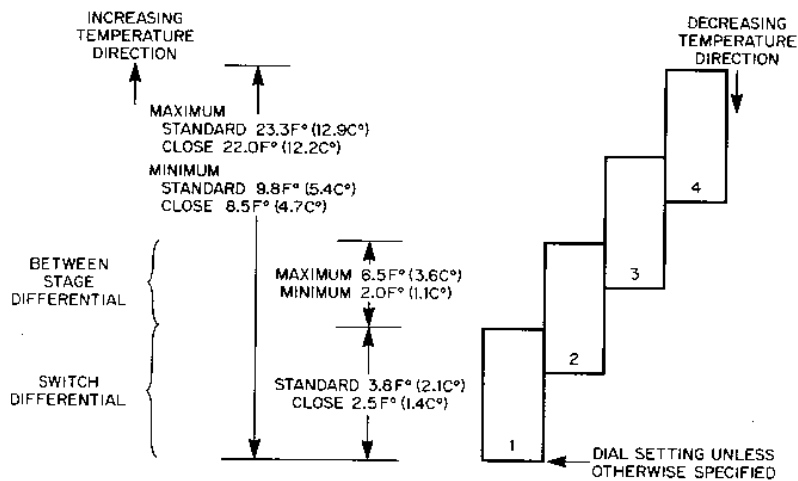 INCREASING
TEMPERATURE
DIRECTION
DECREASING
TEMPERATURE
DIRECTION
MAXIMUM
STANDARD 23.3F° (12.9C°)
CLOSE 22.0F° (12.2C°)
MINIMUM
STANDARD 9.8F° (5.4C°)
CLOSE 8.5F° (4.7C°)
4
BETWEEN
STAGE
DIFFERENTIAL
MAXIMUM 6.5F° (3.6C°)
MINIMUM 2.0F° (1.1C°)
3
2
SWITCH
DIFFERENTIAL
STANDARD 3.8F° (2.1C°)
CLOSE 2.5F° (1.4C°)
1
DIAL SETTING UNLESS
OTHERWISE SPECIFIED